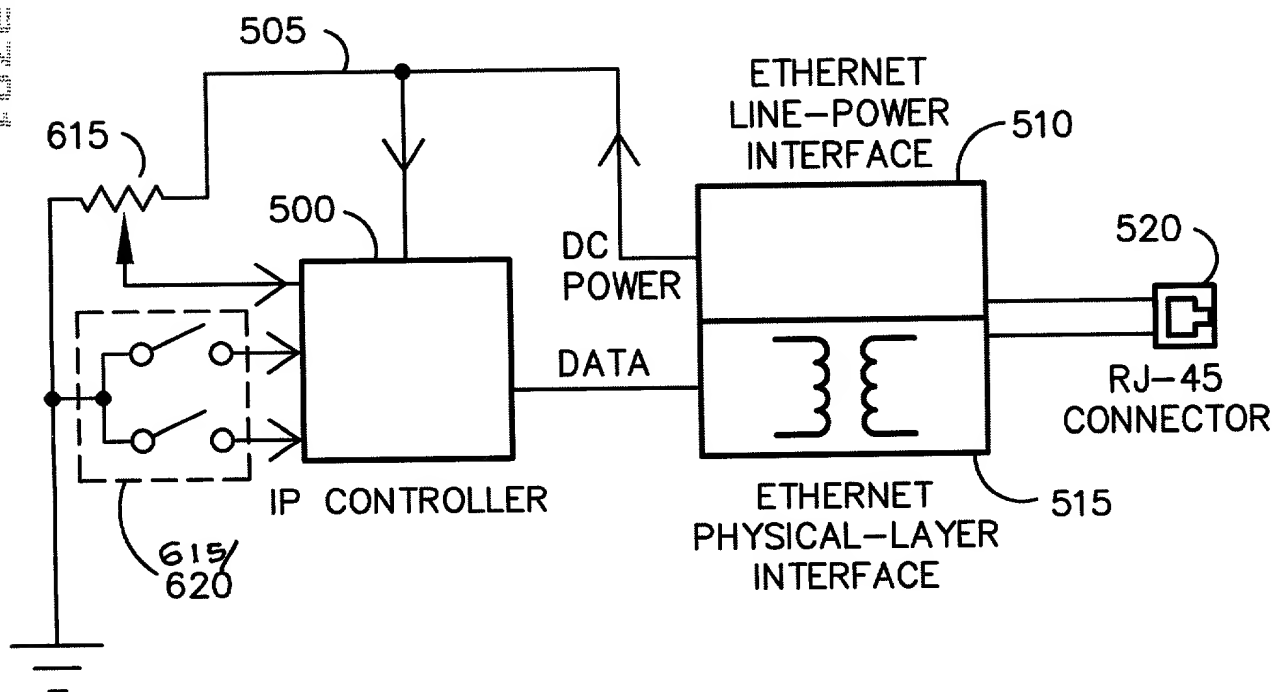 505
ETHERNET
LINE-POWER
INTERFACE
510
615
500
520
DC
POWER
DATA
RJ-45
CONNECTOR
IP CONTROLLER
ETHERNET
PHYSICAL-LAYER
INTERFACE
515
615/
620